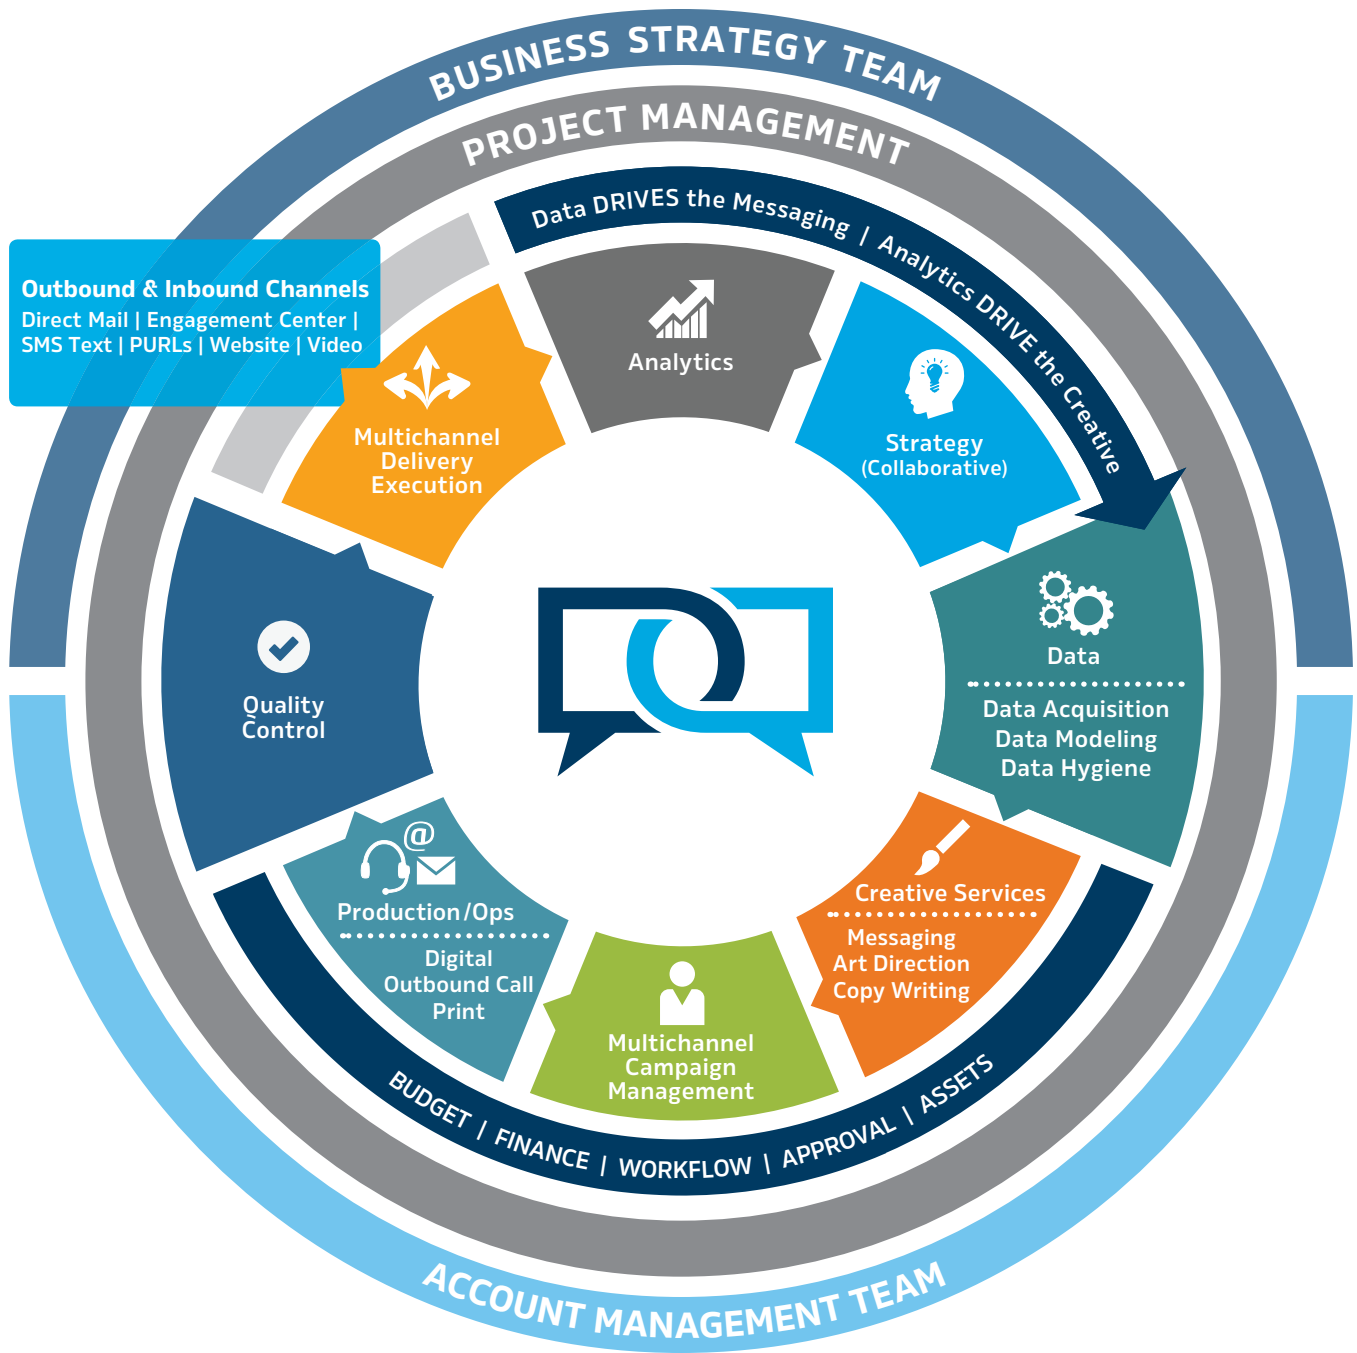 BUSINESS STRATEGY TEAM
PROJECT MANAGEMENT
Data DRIVES the Messaging | Analytics DRIVE the Creative
Outbound & Inbound Channels
Direct Mail | Engagement Center |
SMS Text | PURLs | Website | Video
Analytics
Strategy
(Collaborative)
Data
Data Acquisition
Data Modeling
Data Hygiene
Creative Services
Messaging
Art Direction
Copy Writing
Multichannel
Campaign
Management
@
Production/Ops
Digital
Outbound Call
Print
Quality
Control
Multichannel
Delivery
Execution
BUDGET | FINANCE | WORKFLOW | APPROVAL | ASSETS
ACCOUNT MANAGEMENT TEAM